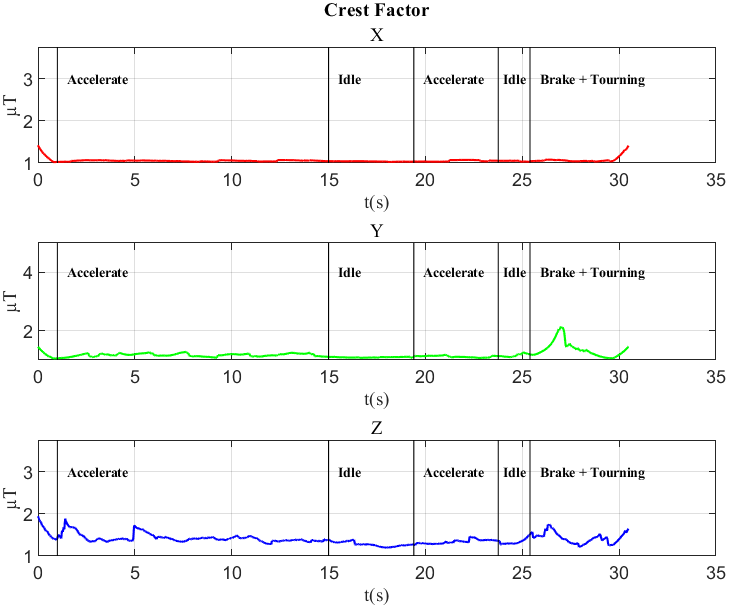 Crest Factor
X
3
2
1
μT
Accelerate Idle Accelerate Idle Brake + Tourning
0 5 10 15 20 25 30 35
t(s)
Y
4
2
μT
Accelerate Idle Accelerate Idle Brake + Tourning
0 5 10 15 20 25 30 35
t(s)
Z
3
2
1
μT
Accelerate Idle Accelerate Idle Brake + Tourning
0 5 10 15 20 25 30 35
t(s)